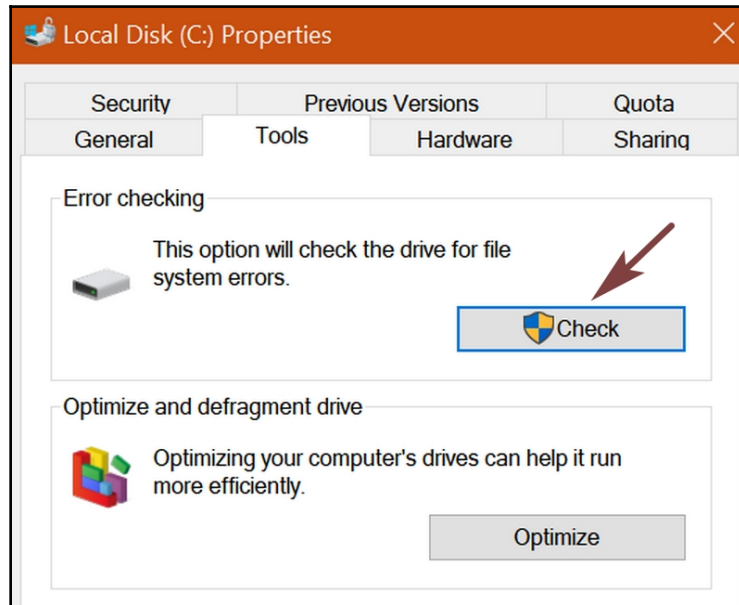 Local Disk (C:) Properties
Security Previous Versions Quota
General Tools Hardware Sharing
Error checking
This option will check the drive for file
system errors.
Check
Optimize and defragment drive
Optimizing your computer's drives can help it run
more efficiently.
Optimize